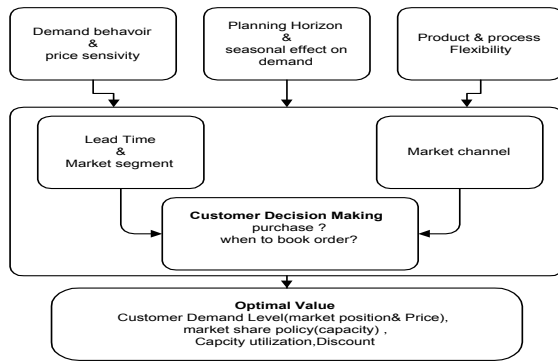 Demand behavoir
&
price sensivity
Planning Horizon
&
seasonal effect on
demand
Product & process
Flexibility
Lead Time
&
Market segment
Market channel
Customer Decision Making
purchase ?
when to book order?
Optimal Value
Customer Demand Level(market position& Price),
market share policy(capacity) ,
Capcity utilization,Discount